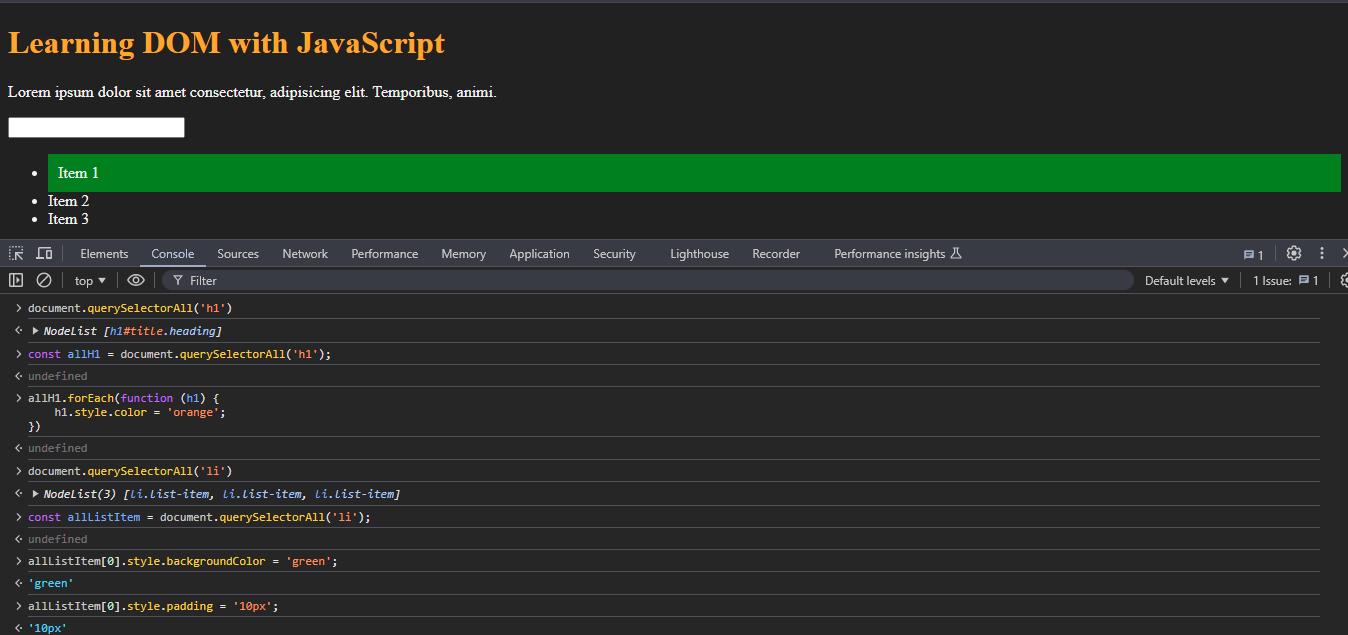 Learning DOM with JavaScript
Lorem ipsum dolor sit amet consectetur, adipisicing elit. Temporibus, animi.
Item 1
Item 2
Item 3
Elements Console Sources Network Performance Memory Application Security Lighthouse Recorder Performance insights 1
top Filter Default levels 1 Issue: 1
document.querySelectorAll('h1')
NodeList [h1#title.heading]
const allH1 = document.querySelectorAll('h1');
undefined
allH1.forEach(function (h1) {
    h1.style.color = 'orange';
})
undefined
document.querySelectorAll('li')
NodeList(3) [li.list-item, li.list-item, li.list-item]
const allListItem = document.querySelectorAll('li');
undefined
allListItem[0].style.backgroundColor = 'green';
'green'
allListItem[0].style.padding = '10px';
'10px'